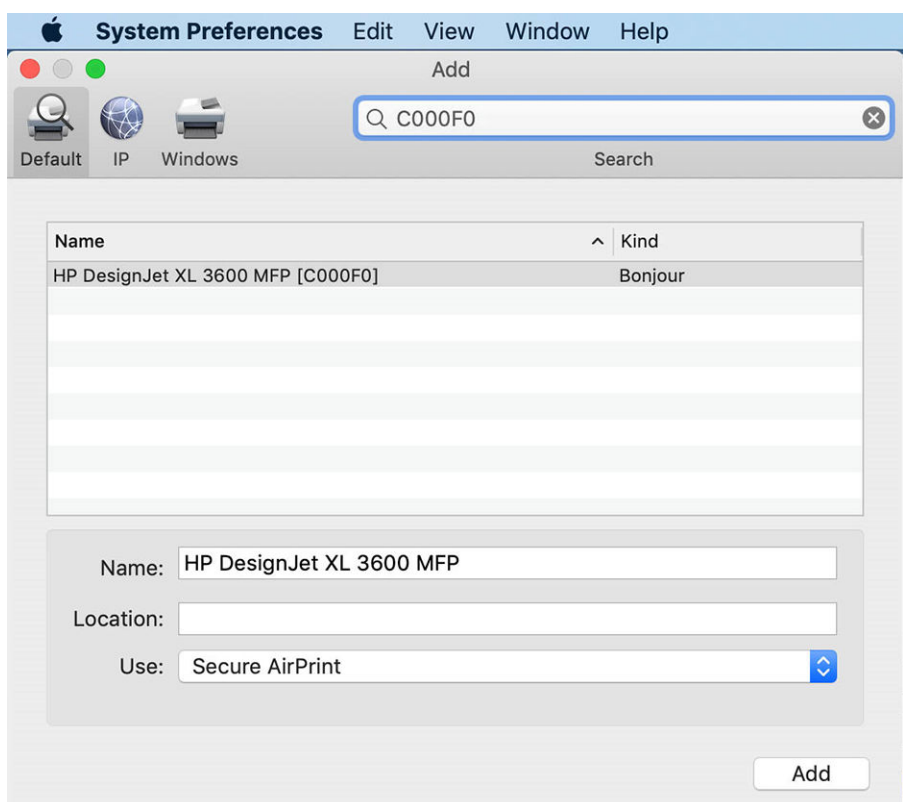 System Preferences Edit View Window Help
Add
C000F0
Default IP Windows Search
Name Kind
HP DesignJet XL 3600 MFP [C000F0] Bonjour
Name: HP DesignJet XL 3600 MFP
Location:
Use: Secure AirPrint
Add